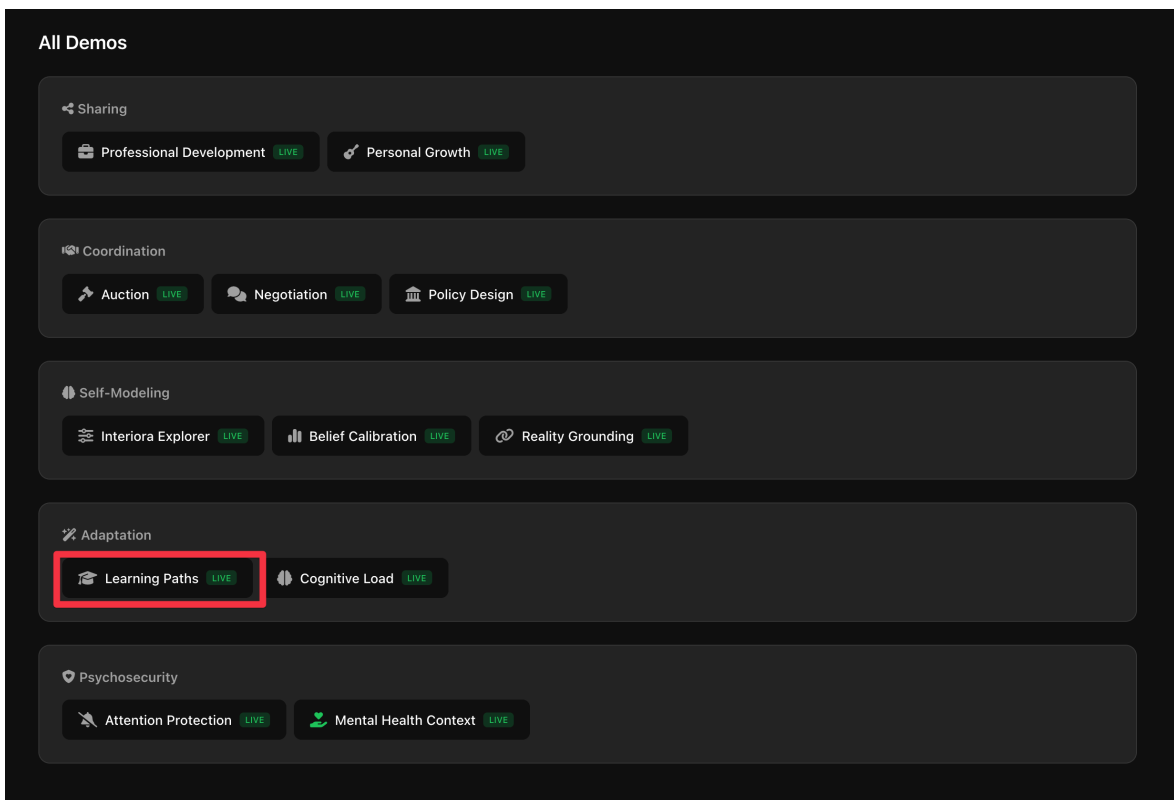 All Demos
Sharing
Professional Development LIVE Personal Growth LIVE
Coordination
Auction LIVE Negotiation LIVE Policy Design LIVE
Self-Modeling
Interiora Explorer LIVE Belief Calibration LIVE Reality Grounding LIVE
Adaptation
Learning Paths LIVE Cognitive Load LIVE
Psychosecurity
Attention Protection LIVE Mental Health Context LIVE